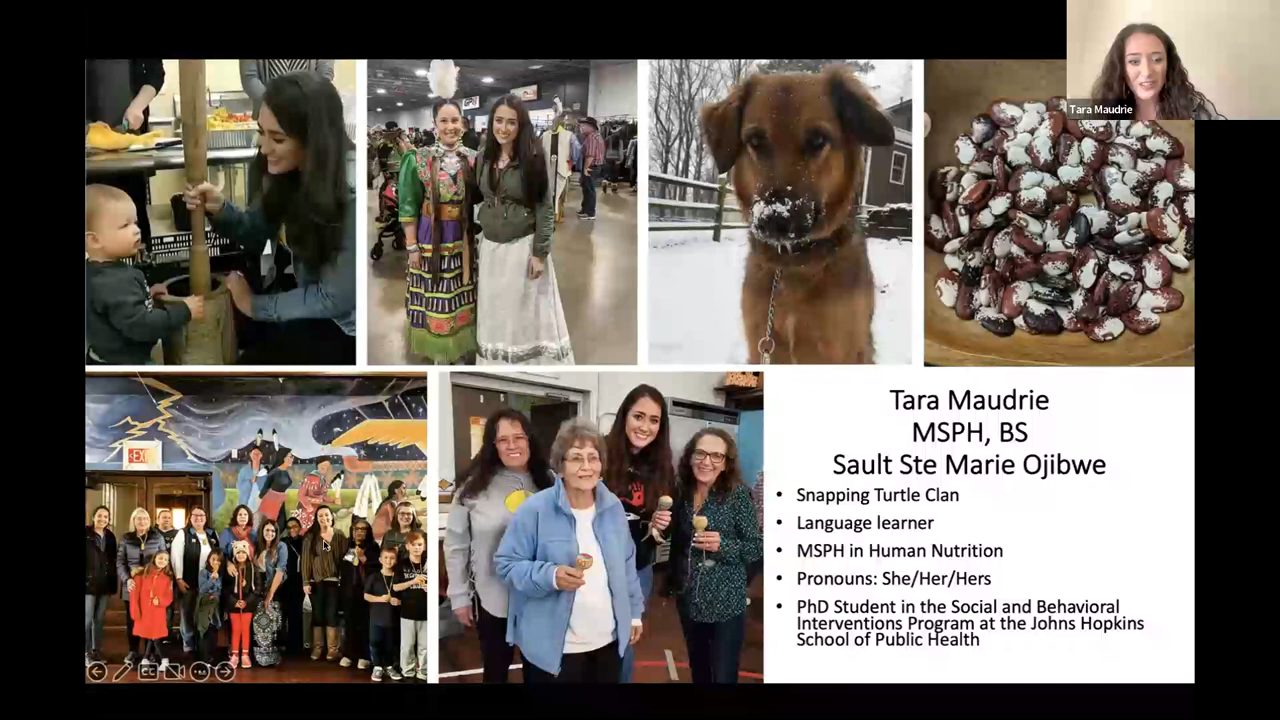 Tara Maudrie
EXIT
Tara Maudrie
MSPH, BS
Sault Ste Marie Ojibwe
• Snapping Turtle Clan
• Language learner
• MSPH in Human Nutrition
• Pronouns: She/Her/Hers
• PhD Student in the Social and Behavioral
Interventions Program at the Johns Hopkins
School of Public Health
CC